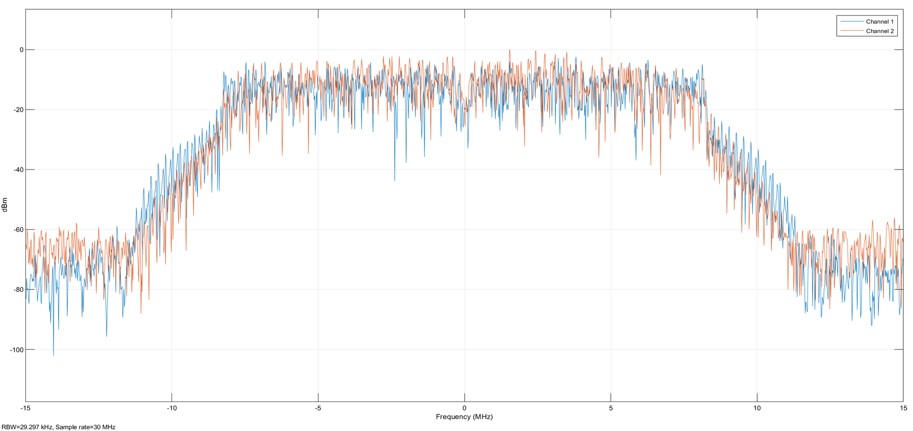 Channel 1
Channel 2
0
-20
-40
-60
-80
-100
dBm
-15
-10
-5
0
5
10
15
Frequency (MHz)
RBW=29.297 kHz, Sample rate=30 MHz